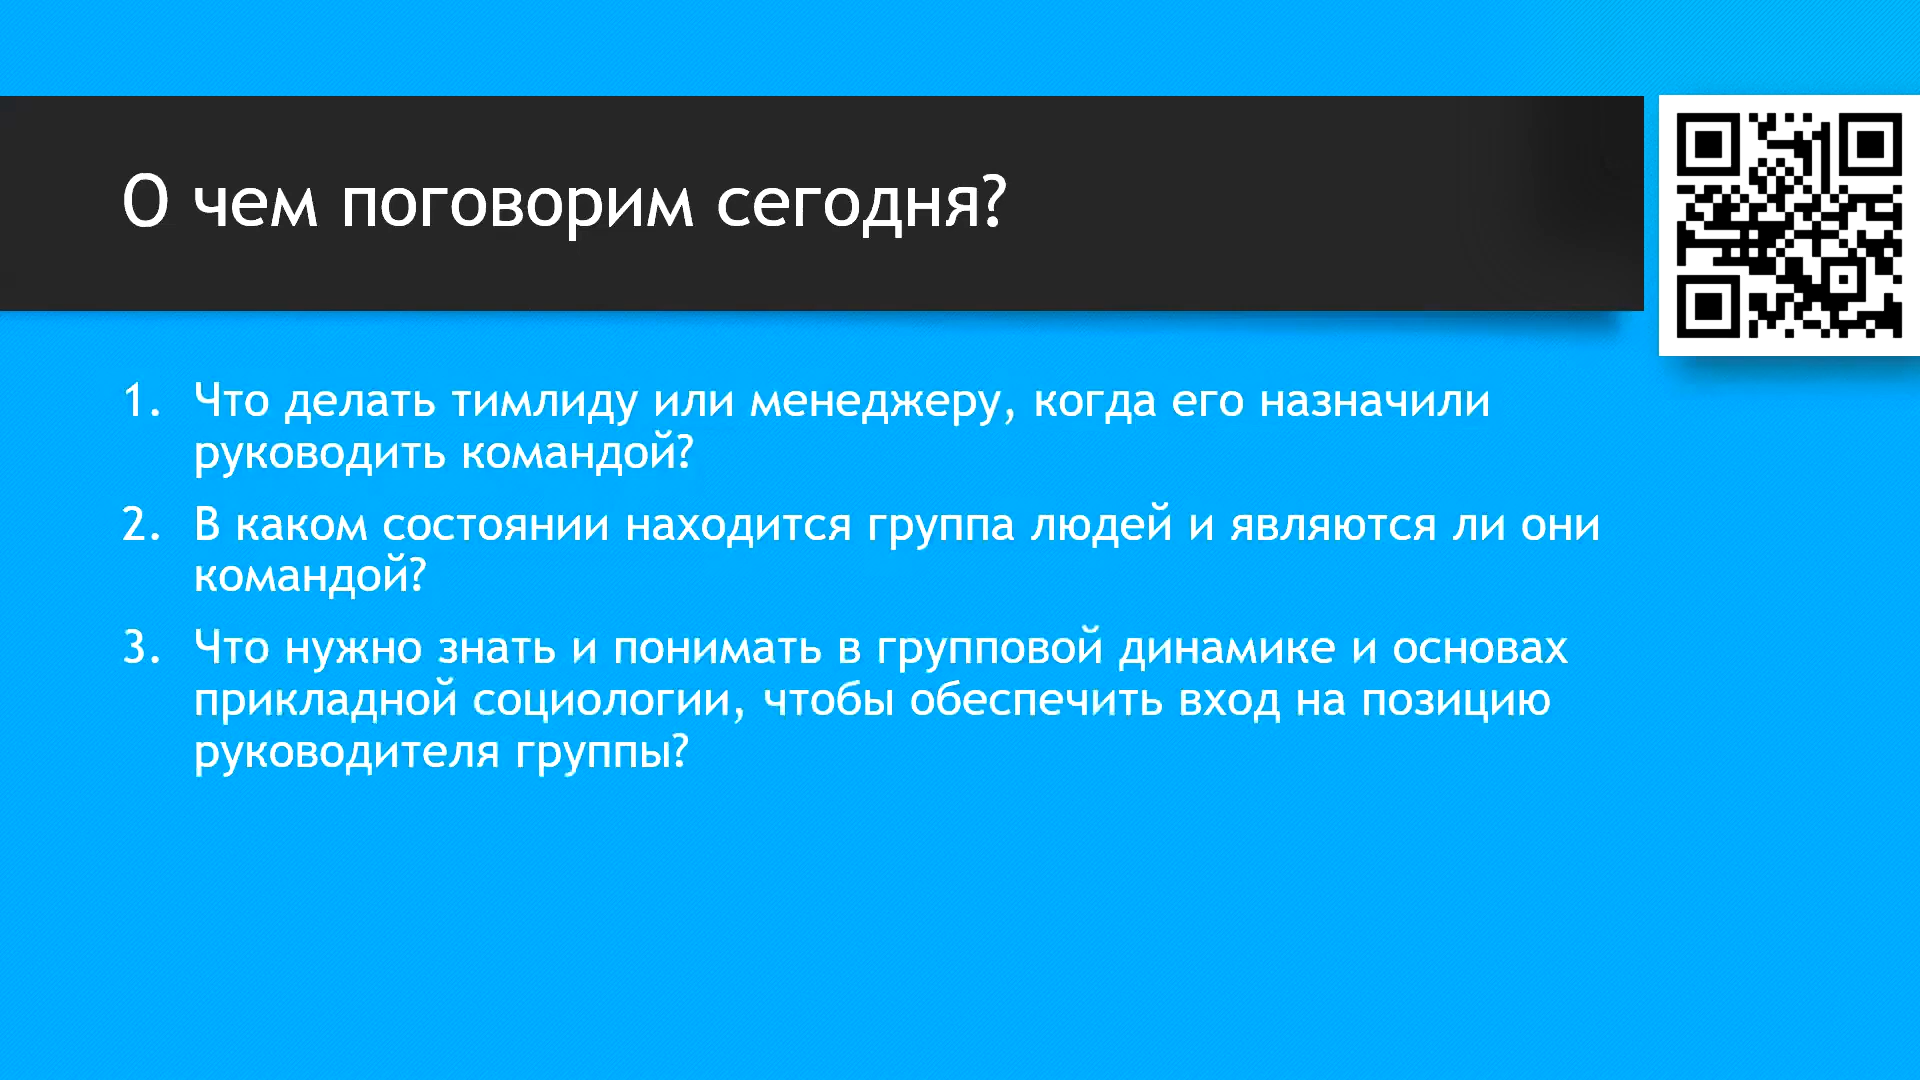 О чем поговорим сегодня?
1. Что делать тимлиду или менеджеру, когда его назначили
руководить командой?
2. В каком состоянии находится группа людей и являются ли они
командой?
3. Что нужно знать и понимать в групповой динамике и основах
прикладной социологии, чтобы обеспечить вход на позицию
руководителя группы?